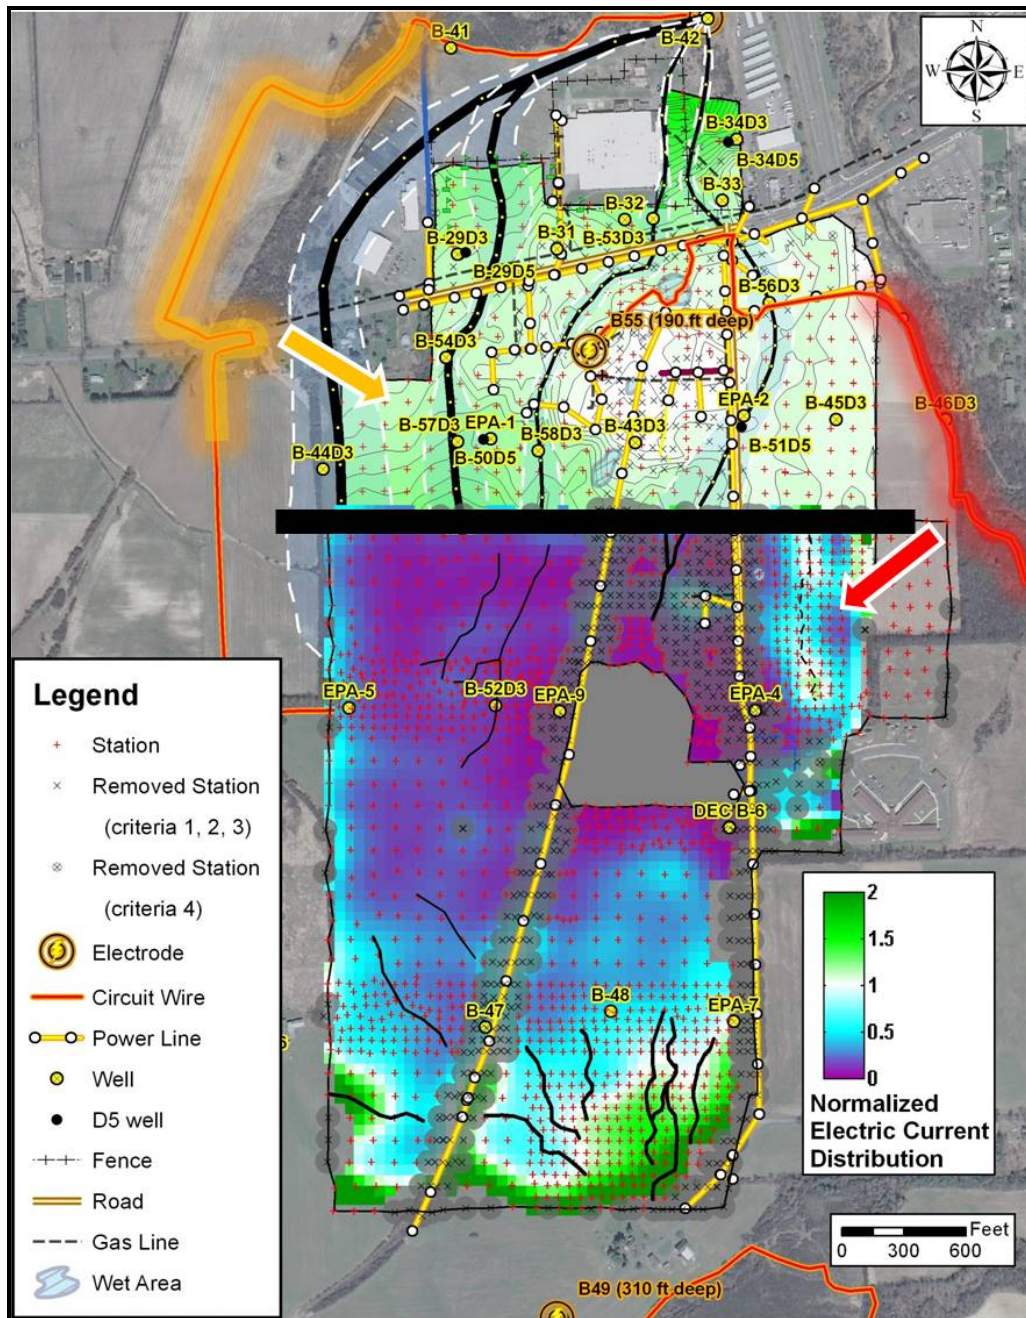 B-41
B-42
N
W E
S
B-34D3
B-34D5
B-33
B-32
B-31
B-53D3
B-29D3
B-29D5
B-56D3
B55 (190 ft deep)
B-54D3
EPA-2
B-45D3
B-46D3
B-57D3
EPA-1
B-58D3
B-43D3
B-50D5
B-51D5
B-44D3
EPA-5
B-52D3
EPA-9
EPA-4
DEC B-6
B-47
B-48
EPA-7
6
Legend
Station
Removed Station
(criteria 1, 2, 3)
Removed Station
(criteria 4)
Electrode
Circuit Wire
Power Line
Well
D5 well
Fence
Road
Gas Line
Wet Area
2
1.5
1
0.5
0
Normalized
Electric Current
Distribution
Feet
0 300 600
B49 (310 ft deep)